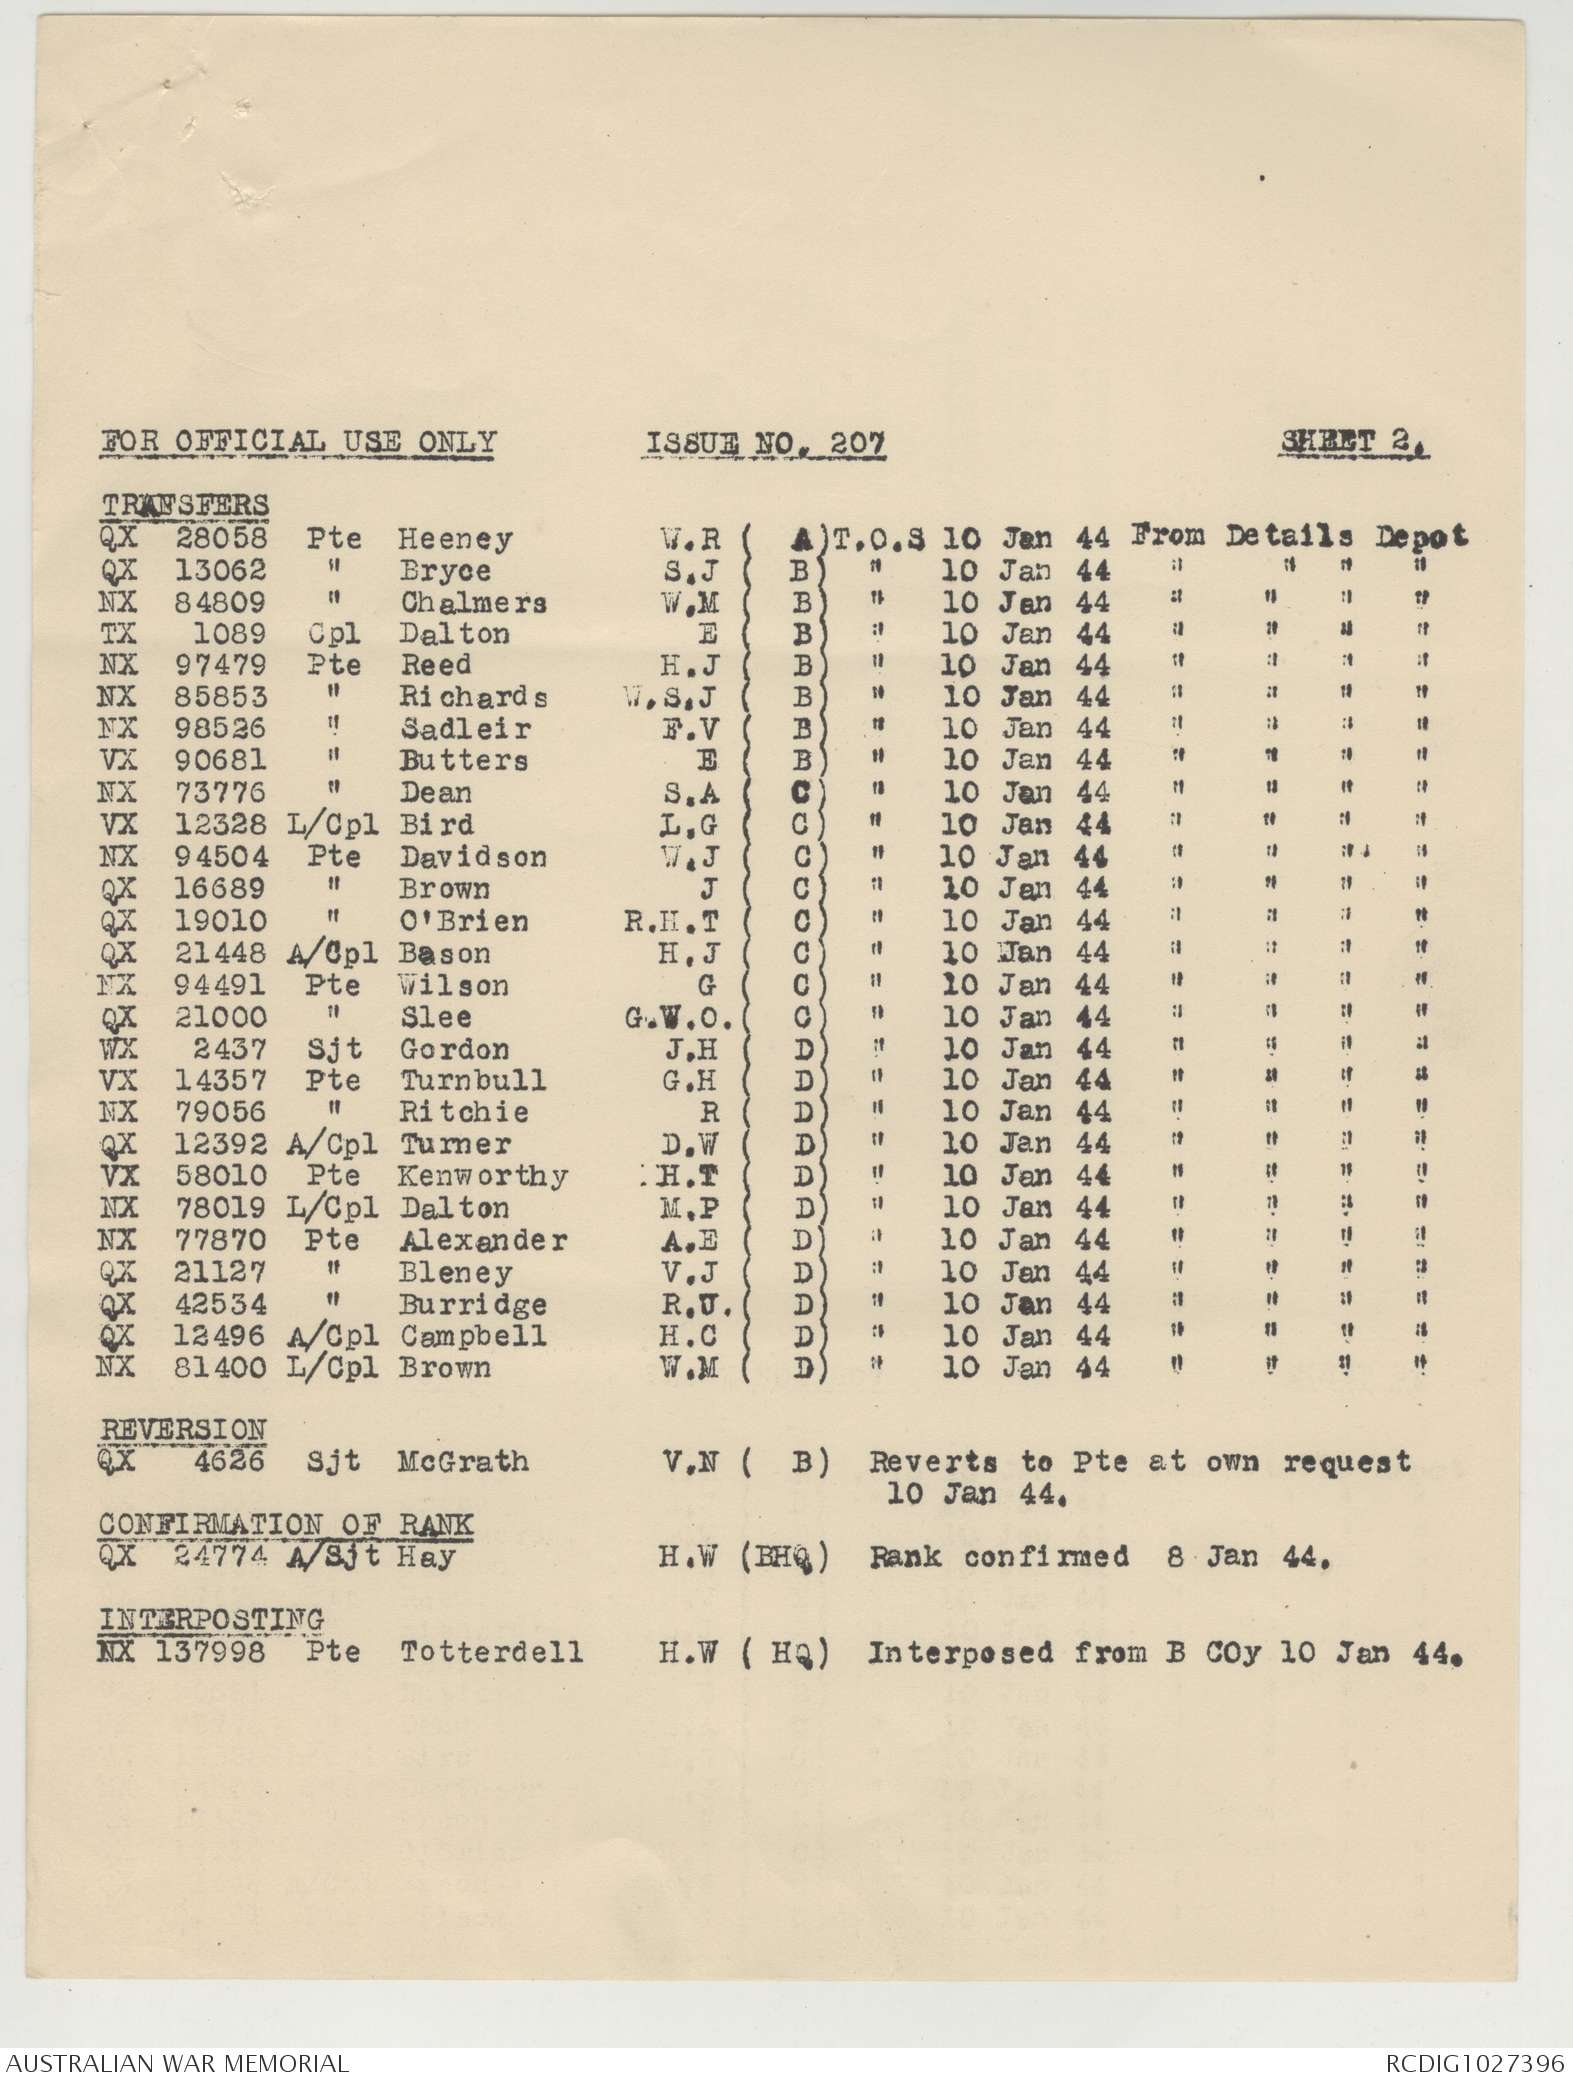 FOR OFFICIAL USE ONLY ISSUE NO. 207 SHEET 2.
TRANSFERS
QX 28058 Pte Heeney W.R ( A)T.O.S 10 Jan 44 From Details Depot
QX 13062 " Bryce S.J ( B) " 10 Jan 44 " " " "
NX 84809 " Chalmers W.M ( B) " 10 Jan 44 " " " "
TX 1089 Cpl Dalton E ( B) " 10 Jan 44 " " " "
NX 97479 Pte Reed H.J ( B) " 10 Jan 44 " " " "
NX 85853 " Richards W.S.J ( B) " 10 Jan 44 " " " "
NX 98526 " Sadleir F.V ( B) " 10 Jan 44 " " " "
VX 90681 " Butters E ( B) " 10 Jan 44 " " " "
NX 73776 " Dean S.A ( C) " 10 Jan 44 " " " "
VX 12328 L/Cpl Bird L.G ( C) " 10 Jan 44 " " " "
NX 94504 Pte Davidson W.J ( C) " 10 Jan 44 " " " "
QX 16689 " Brown J ( C) " 10 Jan 44 " " " "
QX 19010 " O'Brien R.H.T ( C) " 10 Jan 44 " " " "
QX 21448 A/Cpl Bason H.J ( C) " 10 Jan 44 " " " "
NX 94491 Pte Wilson G ( C) " 10 Jan 44 " " " "
QX 21000 " Slee G.W.O.( C) " 10 Jan 44 " " " "
WX 2437 Sjt Gordon J.H ( D) " 10 Jan 44 " " " "
VX 14357 Pte Turnbull G.H ( D) " 10 Jan 44 " " " "
NX 79056 " Ritchie R ( D) " 10 Jan 44 " " " "
QX 12392 A/Cpl Turner D.W ( D) " 10 Jan 44 " " " "
VX 58010 Pte Kenworthy H.T ( D) " 10 Jan 44 " " " "
NX 78019 L/Cpl Dalton M.P ( D) " 10 Jan 44 " " " "
NX 77870 Pte Alexander A.E ( D) " 10 Jan 44 " " " "
QX 21127 " Bleney V.J ( D) " 10 Jan 44 " " " "
QX 42534 " Burridge R.U.( D) " 10 Jan 44 " " " "
QX 12496 A/Cpl Campbell H.C ( D) " 10 Jan 44 " " " "
NX 81400 L/Cpl Brown W.M ( D) " 10 Jan 44 " " " "
REVERSION
QX 4626 Sjt McGrath V.N ( B) Reverts to Pte at own request
10 Jan 44.
CONFIRMATION OF RANK
QX 24774 A/Sjt Hay H.W (BHQ) Rank confirmed 8 Jan 44.
INTERPOSTING
NX 137998 Pte Totterdell H.W ( HQ) Interposed from B COy 10 Jan 44.
AUSTRALIAN WAR MEMORIAL RCDIG1027396